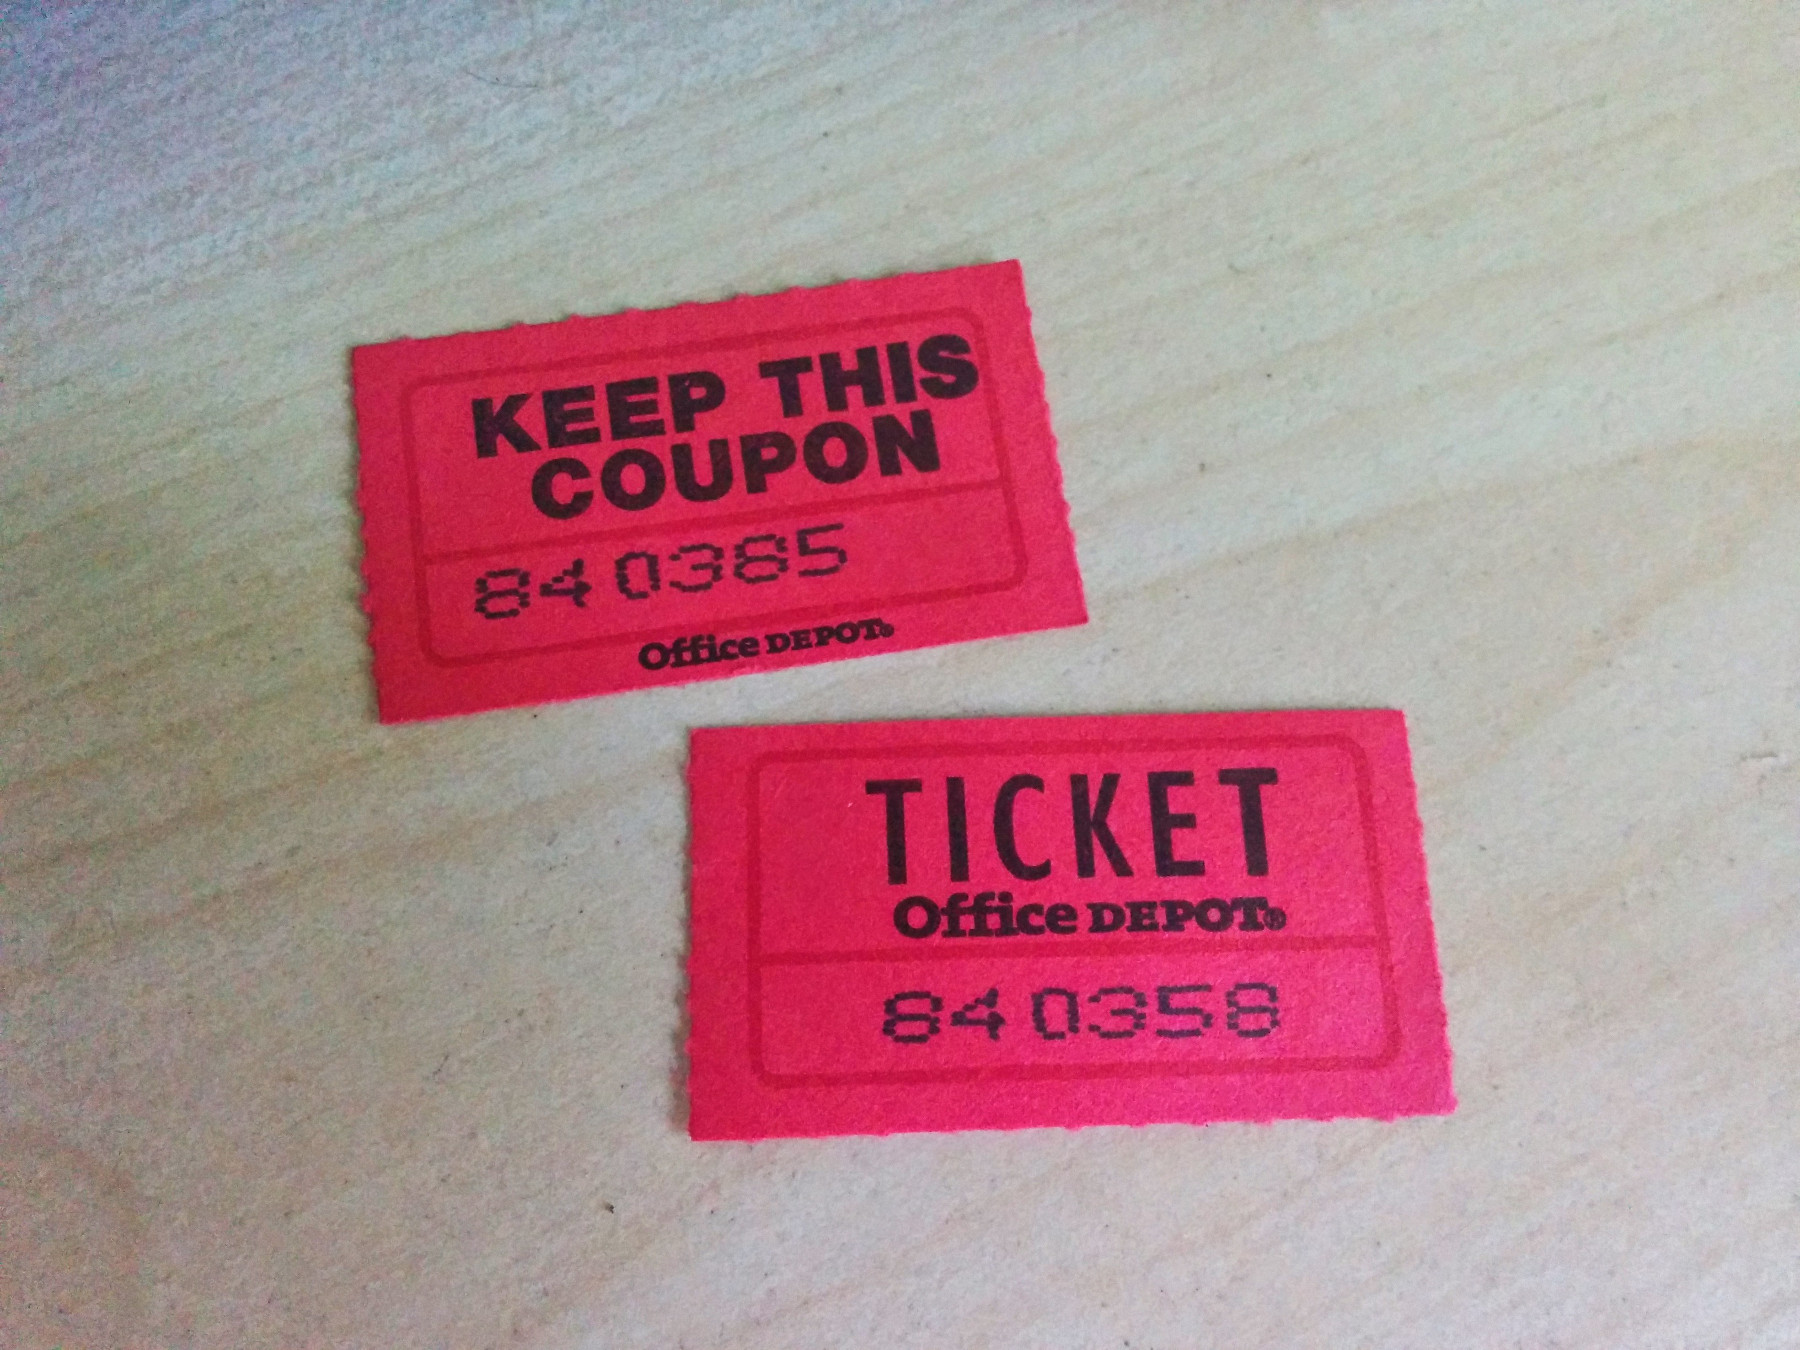 KEEP THIS
COUPON
840385
Office DEPOT®
TICKET
Office DEPOT®
840358